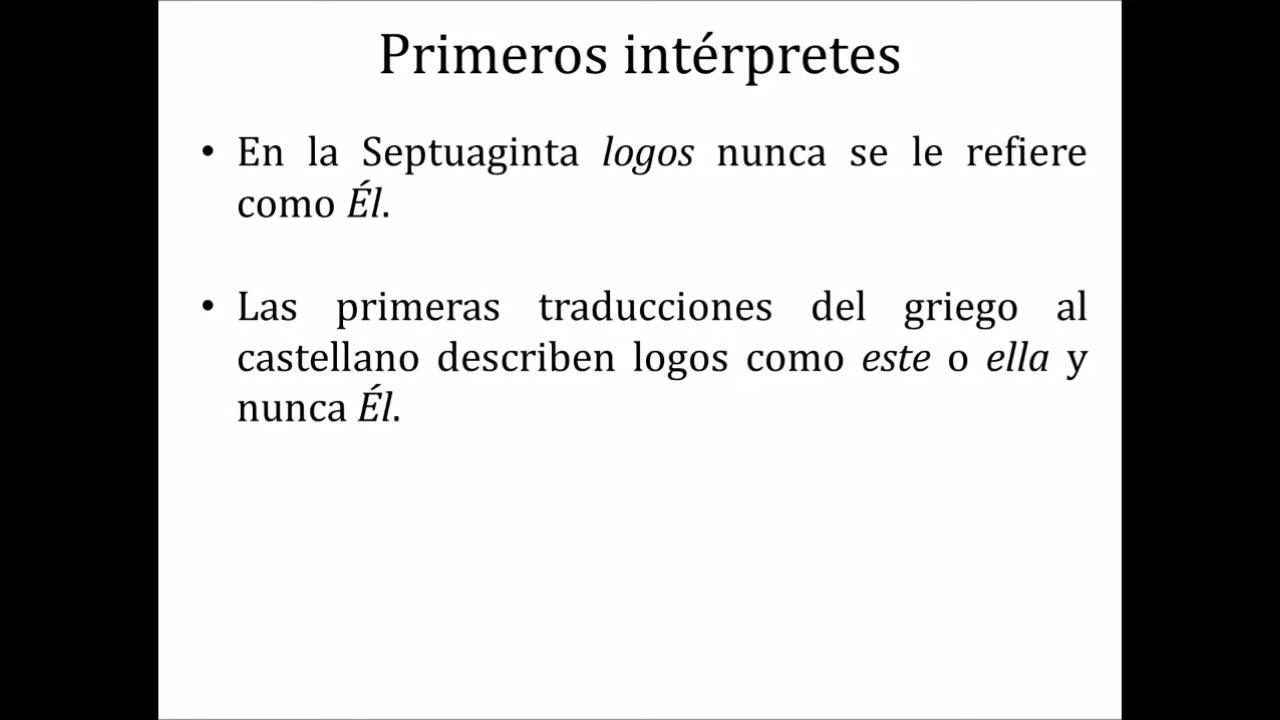 Primeros intérpretes
• En la Septuaginta logos nunca se le refiere
como Él.
• Las primeras traducciones del griego al
castellano describen logos como este o ella y
nunca Él.